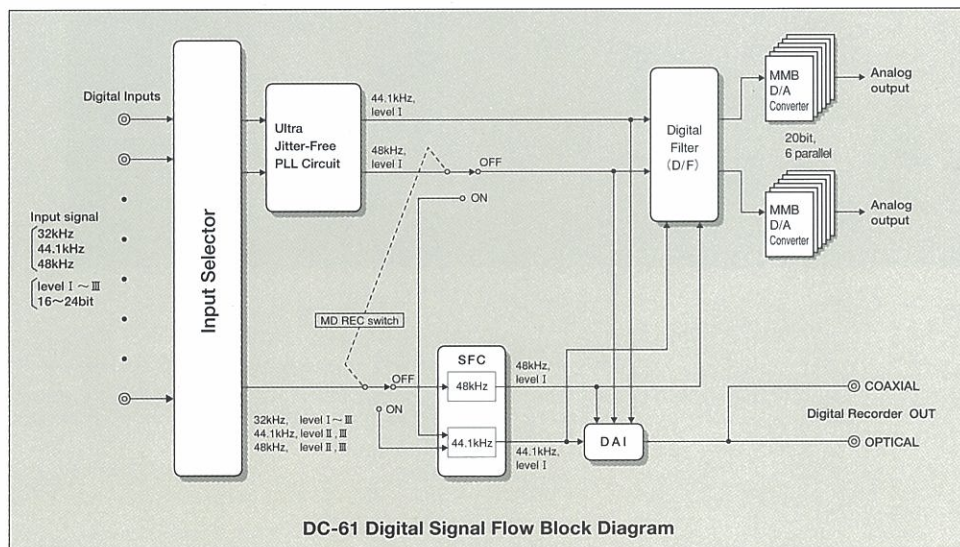 Digital Inputs
Input signal
32kHz
44.1kHz
48kHz
level I ~ III
16~24bit
Input Selector
Ultra
Jitter-Free
PLL Circuit
44.1kHz,
level I
48kHz,
level I
OFF
ON
MD REC switch
OFF
ON
32kHz, level I ~ III
44.1kHz, level II, III
48kHz, level II, III
SFC
48kHz
44.1kHz
48kHz,
level I
44.1kHz,
level I
Digital
Filter
(D/F)
MMB
D/A
Converter
Analog
output
20bit,
6 parallel
MMB
D/A
Converter
Analog
output
DAI
COAXIAL
Digital Recorder OUT
OPTICAL
DC-61 Digital Signal Flow Block Diagram